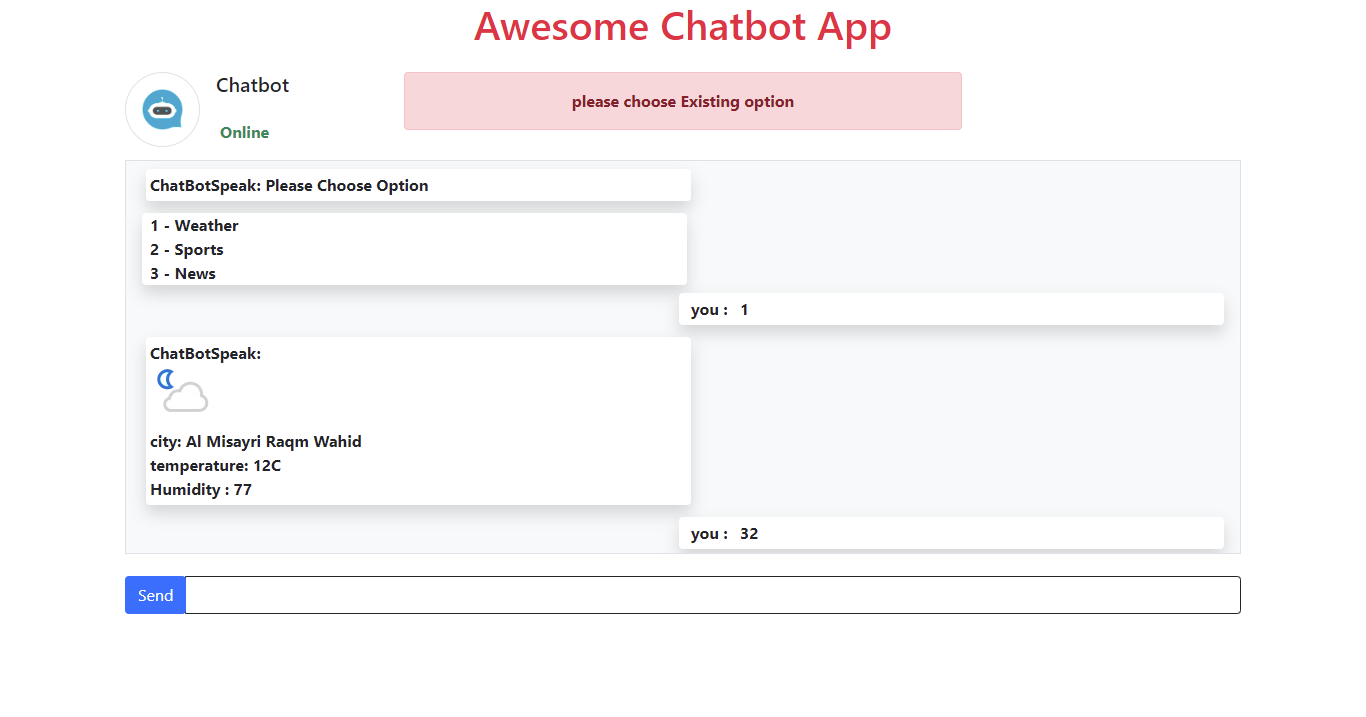 Awesome Chatbot App
Chatbot
Online
please choose Existing option
ChatBotSpeak: Please Choose Option
1 - Weather
2 - Sports
3 - News
you : 1
ChatBotSpeak:
city: Al Misayri Raqm Wahid
temperature: 12C
Humidity : 77
you : 32
Send